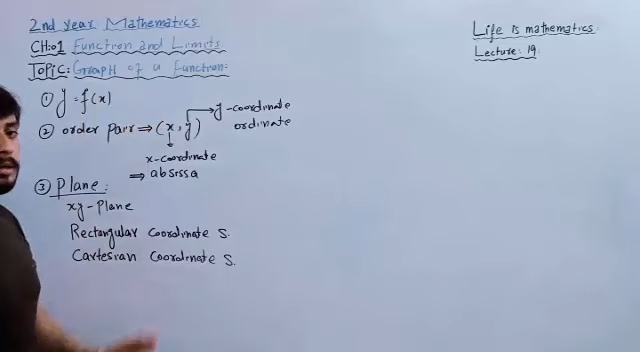 2nd year Mathematics
CH:01 Function and Limits
Topic: Graph of a Function:
① y = f(x)
② order pair ⇒ (x, y) → y-coordinate
ordinate
x-coordinate
⇒ absissa
③ Plane:
xy-Plane
Rectangular Coordinate S.
Cartesian Coordinate S.
Life is mathematics
Lecture: 19.